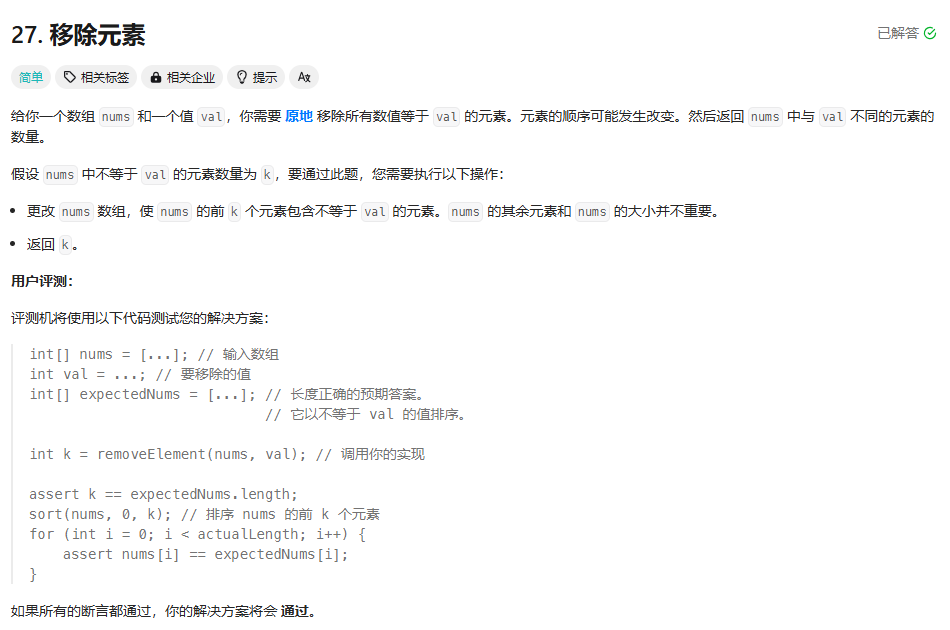 27. 移除元素
已解答
简单 相关标签 相关企业 提示 Aʐ
给你一个数组 nums 和一个值 val，你需要 原地 移除所有数值等于 val 的元素。元素的顺序可能发生改变。然后返回 nums 中与 val 不同的元素的
数量。
假设 nums 中不等于 val 的元素数量为 k，要通过此题，您需要执行以下操作：
• 更改 nums 数组，使 nums 的前 k 个元素包含不等于 val 的元素。nums 的其余元素和 nums 的大小并不重要。
• 返回 k。
用户评测：
评测机将使用以下代码测试您的解决方案：
int[] nums = [...]; // 输入数组
int val = ...; // 要移除的值
int[] expectedNums = [...]; // 长度正确的预期答案。
// 它以不等于 val 的值排序。
int k = removeElement(nums, val); // 调用你的实现
assert k == expectedNums.length;
sort(nums, 0, k); // 排序 nums 的前 k 个元素
for (int i = 0; i < actualLength; i++) {
    assert nums[i] == expectedNums[i];
}
如果所有的断言都通过，你的解决方案将会 通过。